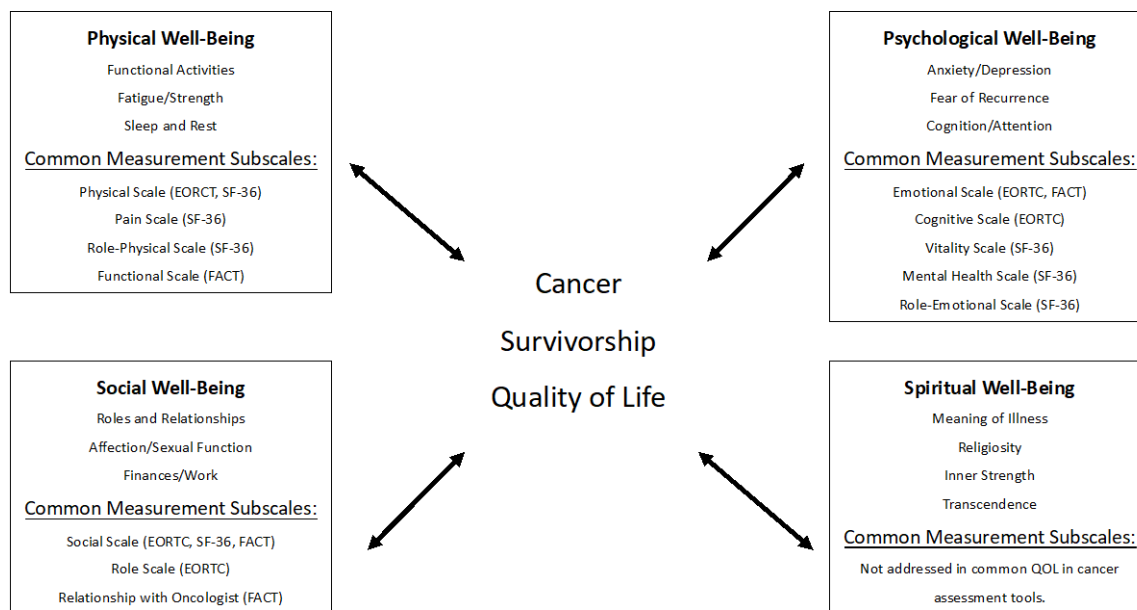 Physical Well-Being
Functional Activities
Fatigue/Strength
Sleep and Rest
Common Measurement Subscales:
Physical Scale (EORCT, SF-36)
Pain Scale (SF-36)
Role-Physical Scale (SF-36)
Functional Scale (FACT)
Psychological Well-Being
Anxiety/Depression
Fear of Recurrence
Cognition/Attention
Common Measurement Subscales:
Emotional Scale (EORTC, FACT)
Cognitive Scale (EORTC)
Vitality Scale (SF-36)
Mental Health Scale (SF-36)
Role-Emotional Scale (SF-36)
Cancer
Survivorship
Quality of Life
Social Well-Being
Roles and Relationships
Affection/Sexual Function
Finances/Work
Common Measurement Subscales:
Social Scale (EORTC, SF-36, FACT)
Role Scale (EORTC)
Relationship with Oncologist (FACT)
Spiritual Well-Being
Meaning of Illness
Religiosity
Inner Strength
Transcendence
Common Measurement Subscales:
Not addressed in common QOL in cancer
assessment tools.